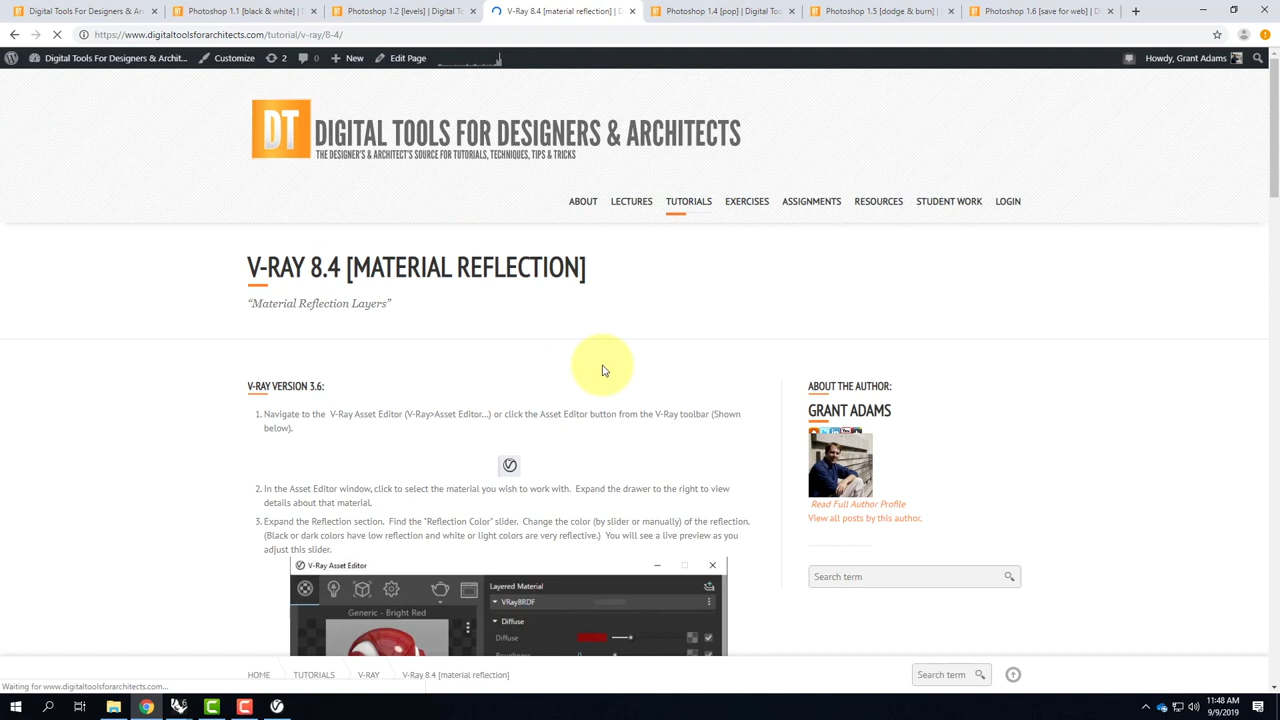 Digital Tools For De
Photoshop 1.1 [black & white] |
Photoshop 1.2 [levels] | Digital T
V-Ray 8.4 [material reflection] | D
Photoshop 1.4 [pop] | Digital To
Photoshop 1.5 [dodge & burn] |
Photoshop 1.6 [save for web] | D
https://www.digitaltoolsforarchitects.com/tutorial/v-ray/8-4/
Digital Tools For Designers & Archit...
Customize
2
0
New
Edit Page
Howdy, Grant Adams
DT
DIGITAL TOOLS FOR DESIGNERS & ARCHITECTS
THE DESIGNER'S & ARCHITECT'S SOURCE FOR TUTORIALS, TECHNIQUES, TIPS & TRICKS
ABOUT LECTURES TUTORIALS EXERCISES ASSIGNMENTS RESOURCES STUDENT WORK LOGIN
V-RAY 8.4 [MATERIAL REFLECTION]
“Material Reflection Layers”
V-RAY VERSION 3.6:
1. Navigate to the V-Ray Asset Editor (V-Ray>Asset Editor...) or click the Asset Editor button from the V-Ray toolbar (Shown
below).
2. In the Asset Editor window, click to select the material you wish to work with. Expand the drawer to the right to view
details about that material.
3. Expand the Reflection section. Find the "Reflection Color" slider. Change the color (by slider or manually) of the reflection.
(Black or dark colors have low reflection and white or light colors are very reflective.) You will see a live preview as you
adjust this slider.
V-Ray Asset Editor
Generic - Bright Red
Layered Material
VRayBRDF
Diffuse
Diffuse
Roughness
0
ABOUT THE AUTHOR:
GRANT ADAMS
Read Full Author Profile
View all posts by this author.
Search term
HOME TUTORIALS V-RAY V-Ray 8.4 [material reflection]
Search term
Waiting for www.digitaltoolsforarchitects.com...
11:48 AM
9/9/2019